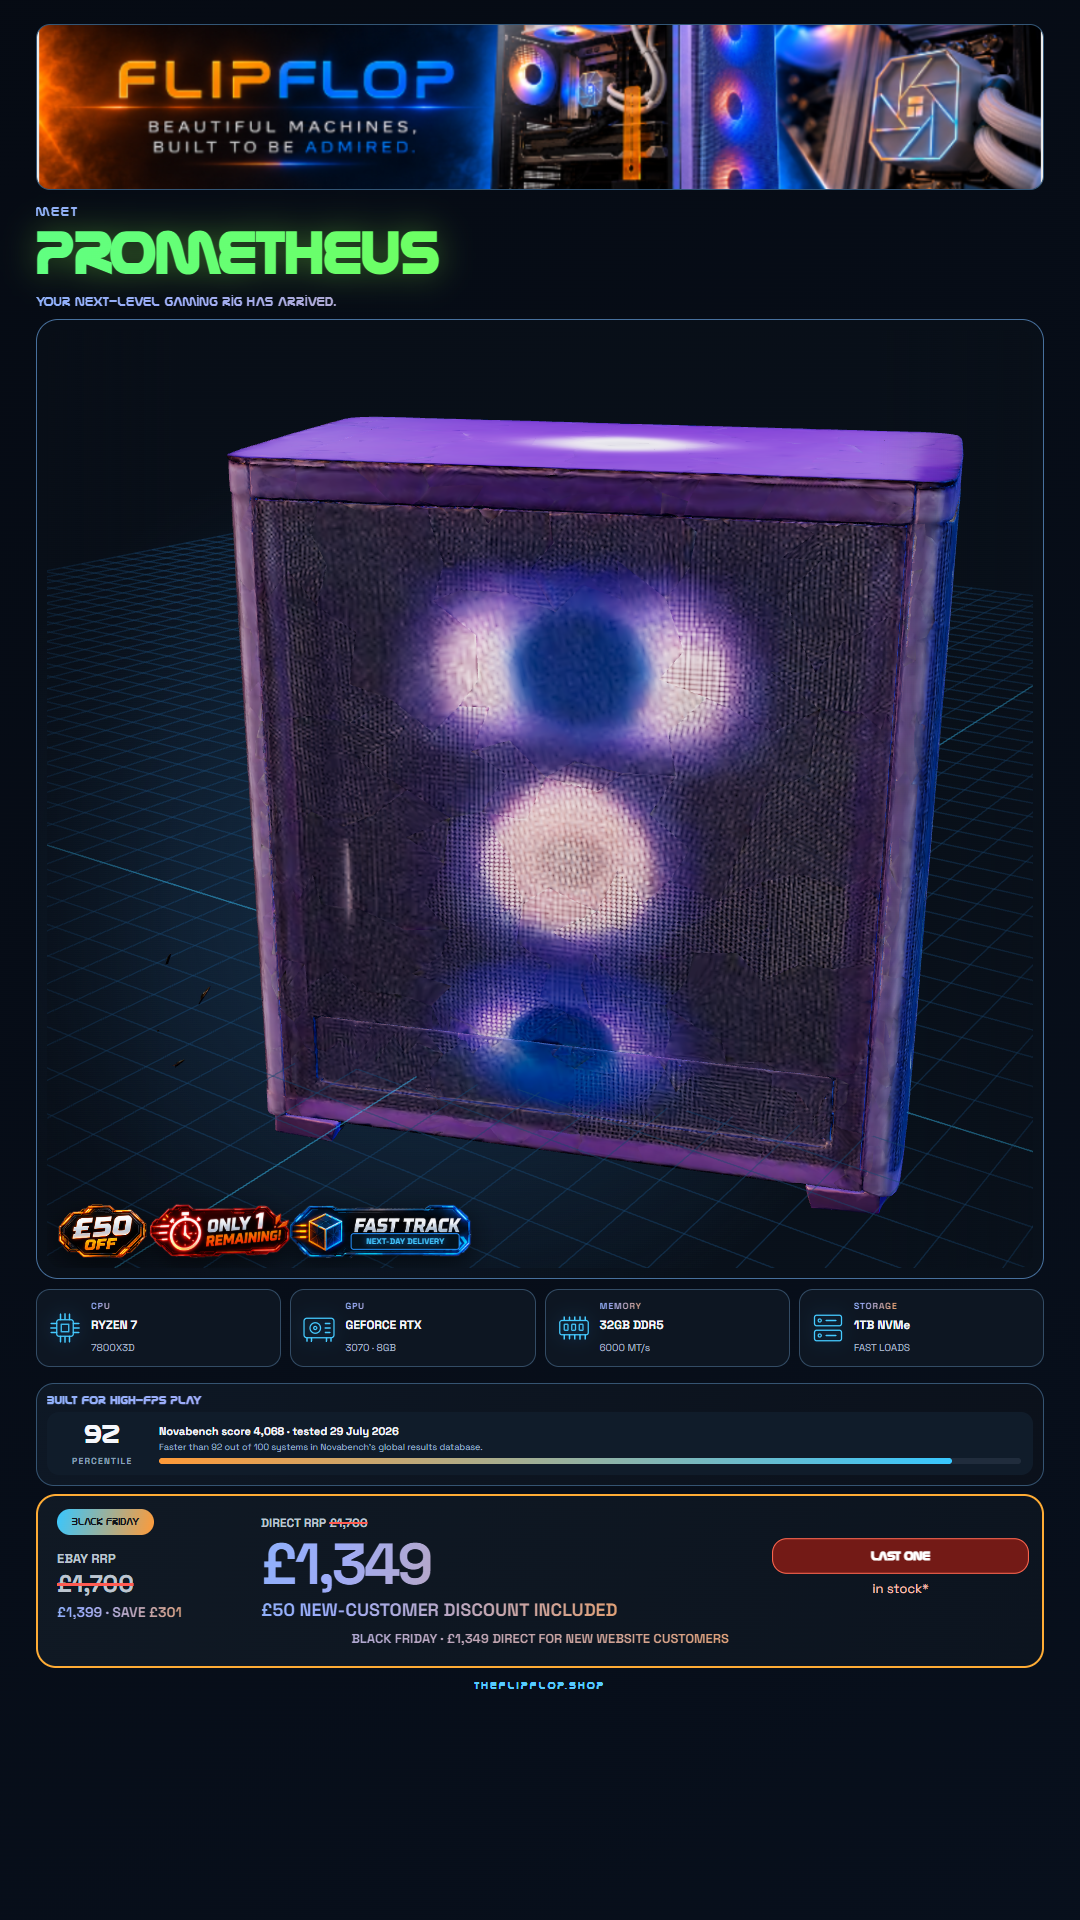 FLIPFLOP
BEAUTIFUL MACHINES,
BUILT TO BE ADMIRED.
MEET
PROMETHEUS
YOUR NEXT-LEVEL GAMING RIG HAS ARRIVED.
£50 OFF
ONLY 1 REMAINING!
FAST TRACK
NEXT-DAY DELIVERY
CPU
RYZEN 7
7800X3D
GPU
GEFORCE RTX
3070 · 8GB
MEMORY
32GB DDR5
6000 MT/s
STORAGE
1TB NVMe
FAST LOADS
BUILT FOR HIGH-FPS PLAY
92
PERCENTILE
Novabench score 4,068 · tested 29 July 2026
Faster than 92 out of 100 systems in Novabench's global results database.
BLACK FRIDAY
EBAY RRP
£1,700
£1,399 · SAVE £301
DIRECT RRP £1,700
£1,349
£50 NEW-CUSTOMER DISCOUNT INCLUDED
BLACK FRIDAY · £1,349 DIRECT FOR NEW WEBSITE CUSTOMERS
LAST ONE
in stock*
THEFLIPFLOP.SHOP